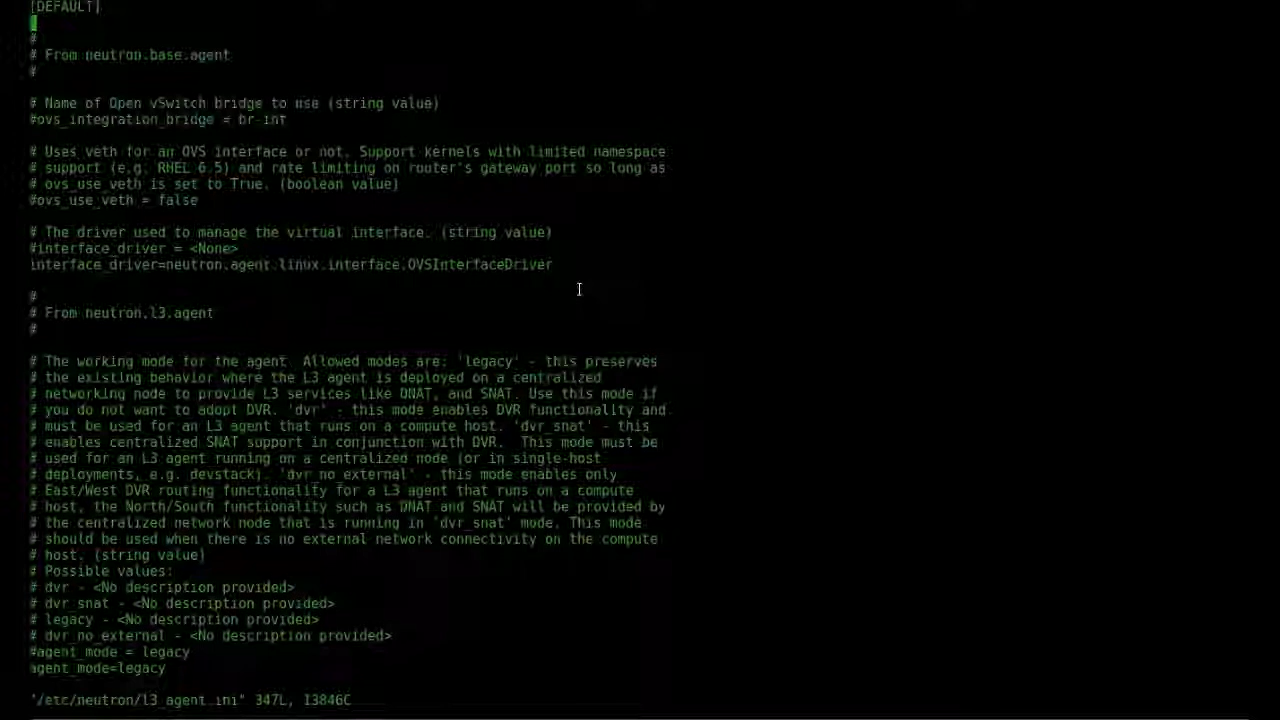 [DEFAULT]
#
# From neutron.base.agent
#
# Name of Open vSwitch bridge to use (string value)
#ovs_integration_bridge = br-int
# Uses veth for an OVS interface or not. Support kernels with limited namespace
# support (e.g. RHEL 6.5) and rate limiting on router's gateway port so long as
# ovs_use_veth is set to True. (boolean value)
#ovs_use_veth = false
# The driver used to manage the virtual interface. (string value)
#interface_driver = <None>
interface_driver=neutron.agent.linux.interface.OVSInterfaceDriver
#
# From neutron.l3.agent
#
# The working mode for the agent. Allowed modes are: 'legacy' - this preserves
# the existing behavior where the L3 agent is deployed on a centralized
# networking node to provide L3 services like DNAT, and SNAT. Use this mode if
# you do not want to adopt DVR. 'dvr' - this mode enables DVR functionality and
# must be used for an L3 agent that runs on a compute host. 'dvr_snat' - this
# enables centralized SNAT support in conjunction with DVR.  This mode must be
# used for an L3 agent running on a centralized node (or in single-host
# deployments, e.g. devstack). 'dvr_no_external' - this mode enables only
# East/West DVR routing functionality for a L3 agent that runs on a compute
# host, the North/South functionality such as DNAT and SNAT will be provided by
# the centralized network node that is running in 'dvr_snat' mode. This mode
# should be used when there is no external network connectivity on the compute
# host. (string value)
# Possible values:
# dvr - <No description provided>
# dvr_snat - <No description provided>
# legacy - <No description provided>
# dvr_no_external - <No description provided>
#agent_mode = legacy
agent_mode=legacy
"/etc/neutron/l3_agent.ini" 347L, 13846C